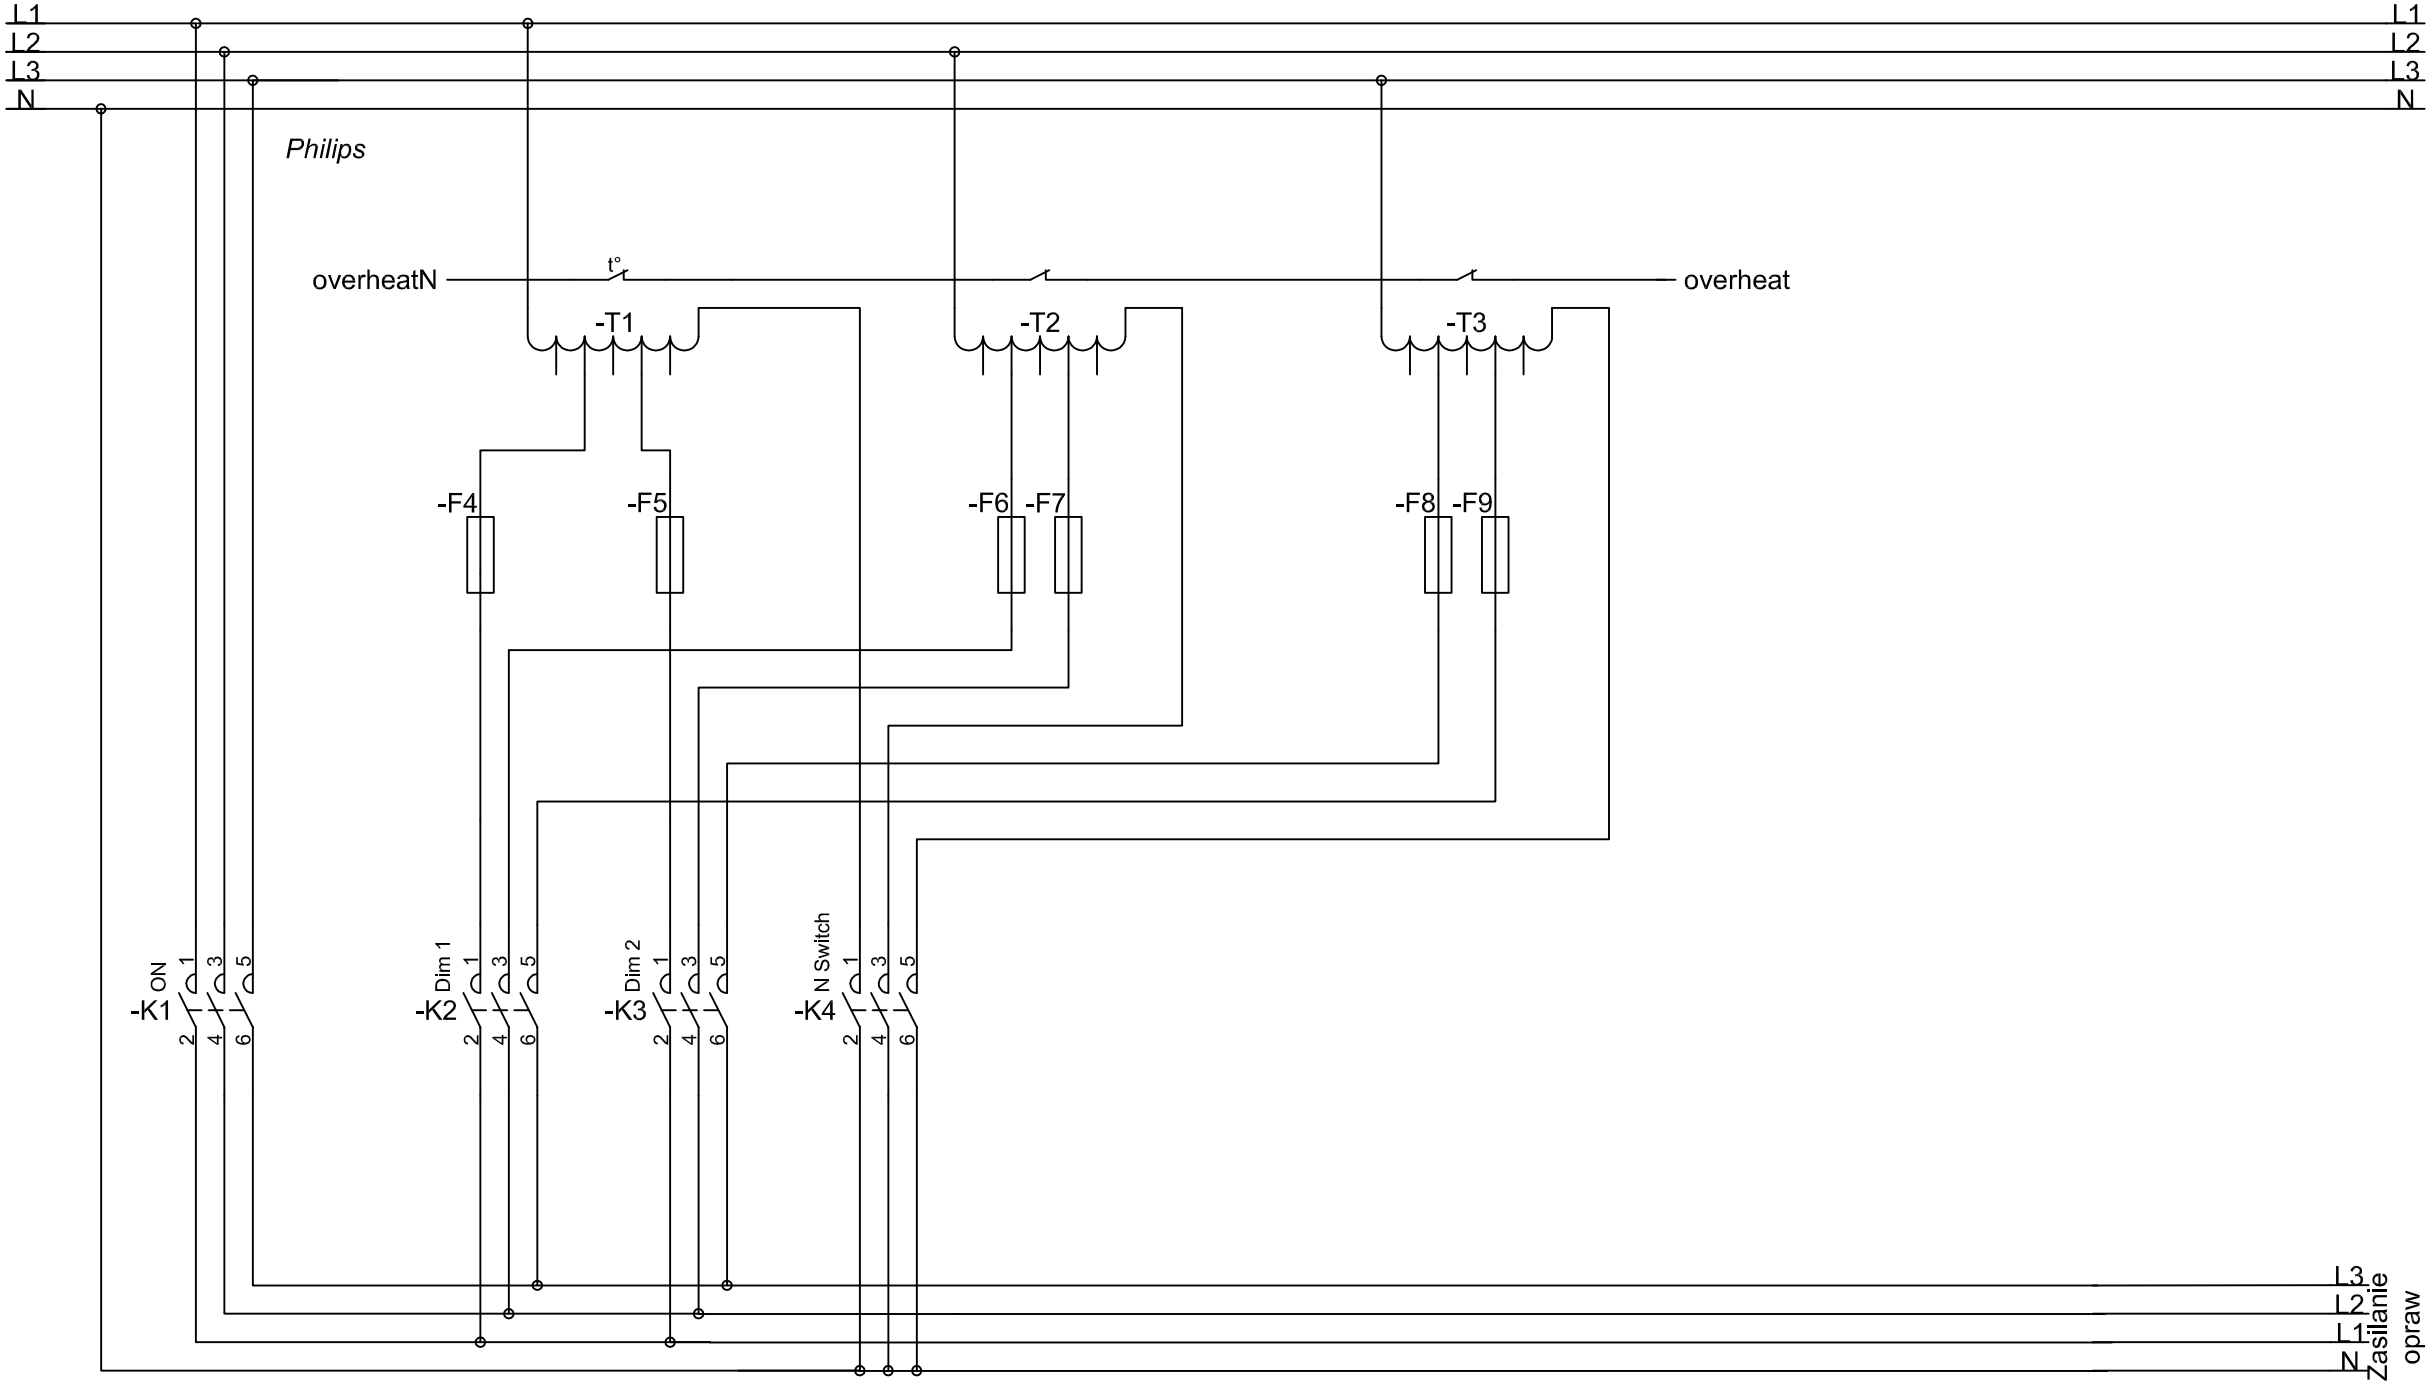 L1 L1
L2 L2
L3 L3
N N
Philips
overheatN t° overheat
-T1 -T2 -T3
-F4 -F5 -F6 -F7 -F8 -F9
ON 1 3 5
Dim 1 1 3 5
Dim 2 1 3 5
N Switch 1 3 5
-K1 -K2 -K3 -K4
2 4 6 2 4 6 2 4 6 2 4 6
L3
L2
L1
N
Zasilanie
opraw